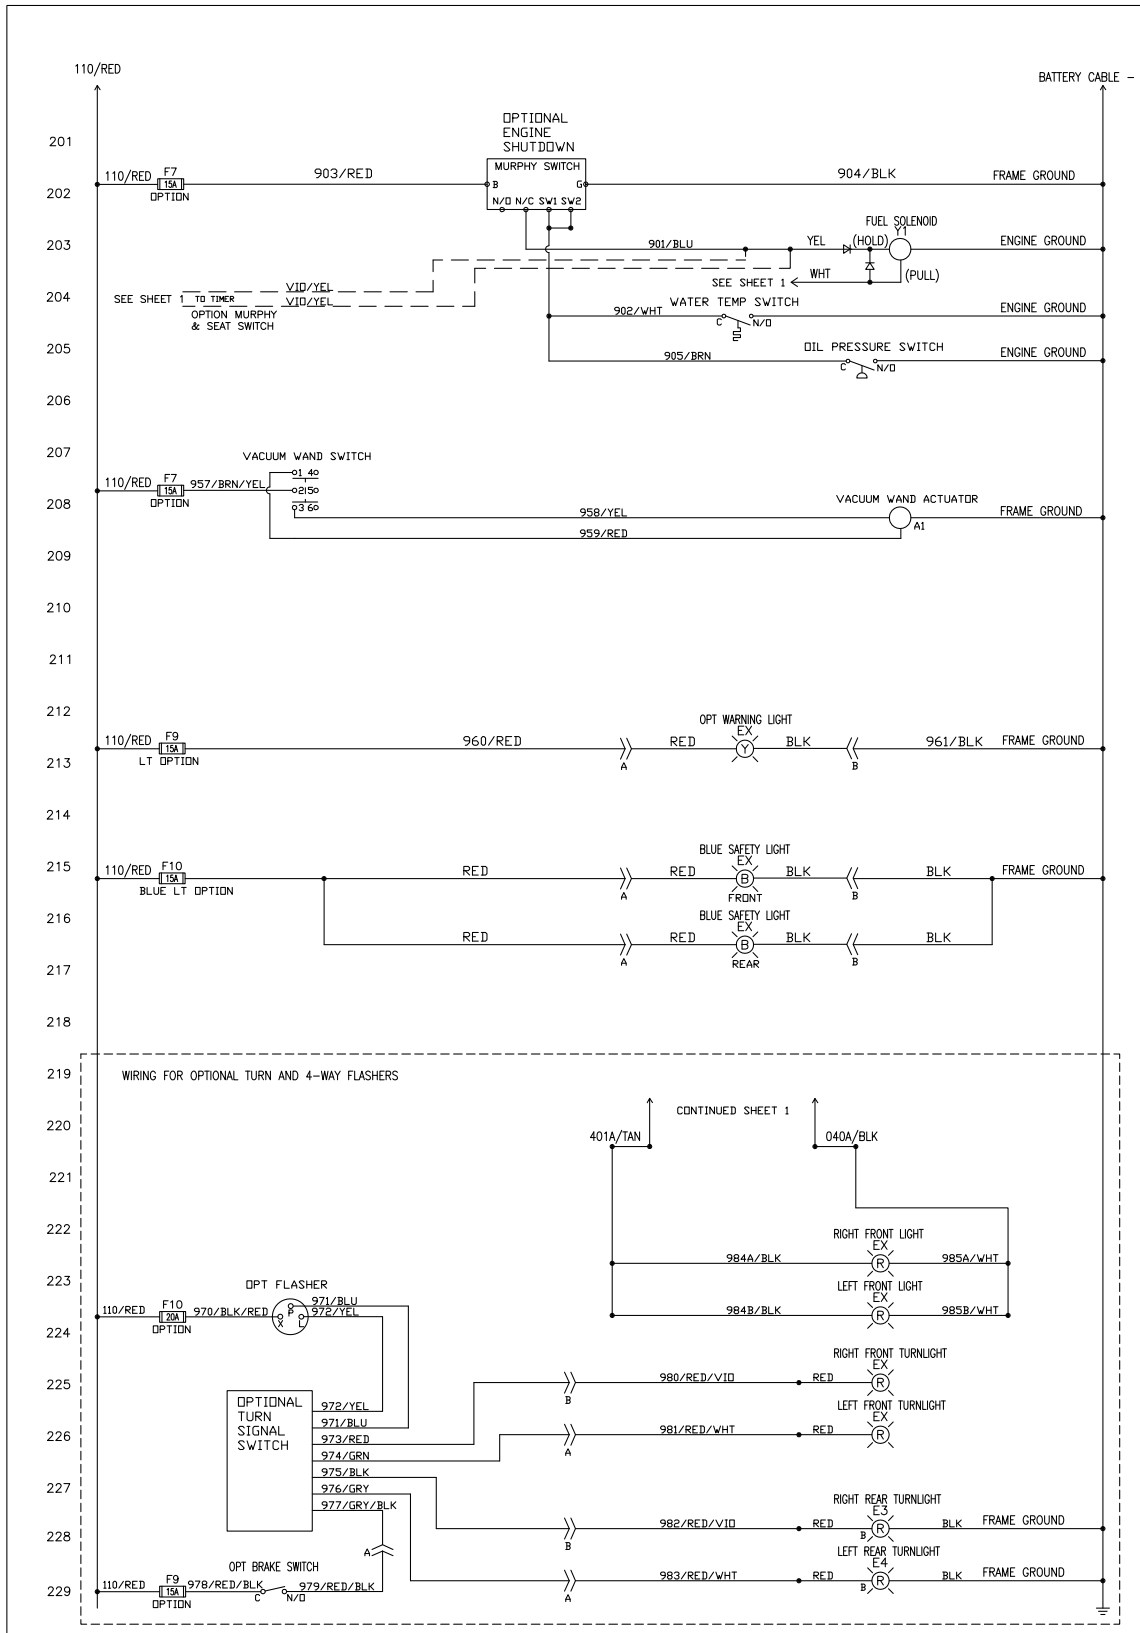 110/RED
BATTERY CABLE -
201
OPTIONAL
ENGINE
SHUTDOWN
110/RED
F7
15A
OPTION
903/RED
MURPHY SWITCH
B
G
N/O N/C SW1 SW2
904/BLK
FRAME GROUND
202
203
901/BLU
YEL
(HOLD)
FUEL SOLENOID
Y1
ENGINE GROUND
WHT
(PULL)
SEE SHEET 1
204
SEE SHEET 1
TO TIMER
VIO/YEL
VIO/YEL
OPTION MURPHY
& SEAT SWITCH
902/WHT
WATER TEMP SWITCH
C
N/O
ENGINE GROUND
205
905/BRN
OIL PRESSURE SWITCH
C
N/O
ENGINE GROUND
206
207
VACUUM WAND SWITCH
110/RED
F7
15A
OPTION
957/BRN/YEL
1 4
2 5
3 6
208
958/YEL
959/RED
VACUUM WAND ACTUATOR
A1
FRAME GROUND
209
210
211
212
110/RED
F9
15A
LT OPTION
960/RED
A
RED
OPT WARNING LIGHT
EX
Y
BLK
B
961/BLK
FRAME GROUND
213
214
215
110/RED
F10
15A
BLUE LT OPTION
RED
A
RED
BLUE SAFETY LIGHT
EX
B
FRONT
BLK
B
BLK
FRAME GROUND
216
RED
A
RED
BLUE SAFETY LIGHT
EX
B
REAR
BLK
B
BLK
217
218
219
WIRING FOR OPTIONAL TURN AND 4-WAY FLASHERS
220
CONTINUED SHEET 1
401A/TAN
040A/BLK
221
222
RIGHT FRONT LIGHT
EX
984A/BLK
R
985A/WHT
223
LEFT FRONT LIGHT
EX
984B/BLK
R
985B/WHT
OPT FLASHER
110/RED
F10
20A
OPTION
970/BLK/RED
X
P
L
971/BLU
972/YEL
224
225
RIGHT FRONT TURNLIGHT
EX
980/RED/VIO
B
RED
R
OPTIONAL
TURN
SIGNAL
SWITCH
972/YEL
971/BLU
973/RED
974/GRN
975/BLK
976/GRY
977/GRY/BLK
226
LEFT FRONT TURNLIGHT
EX
981/RED/WHT
A
RED
R
227
RIGHT REAR TURNLIGHT
E3
982/RED/VIO
B
RED
B
R
BLK
FRAME GROUND
228
A
LEFT REAR TURNLIGHT
E4
983/RED/WHT
A
RED
B
R
BLK
FRAME GROUND
229
110/RED
F9
15A
OPTION
978/RED/BLK
OPT BRAKE SWITCH
C
N/O
979/RED/BLK